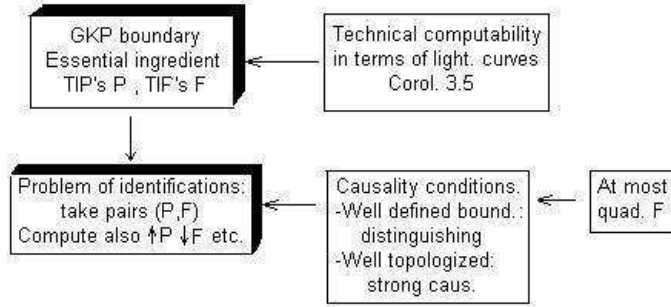 GKP boundary
Essential ingredient
TIP's P , TIF's F
Technical computability
in terms of light. curves
Corol. 3.5
Problem of identifications:
take pairs (P,F)
Compute also ↑P ↓F etc.
Causality conditions.
-Well defined bound.:
distinguishing
-Well topologized:
strong caus.
At most
quad. F